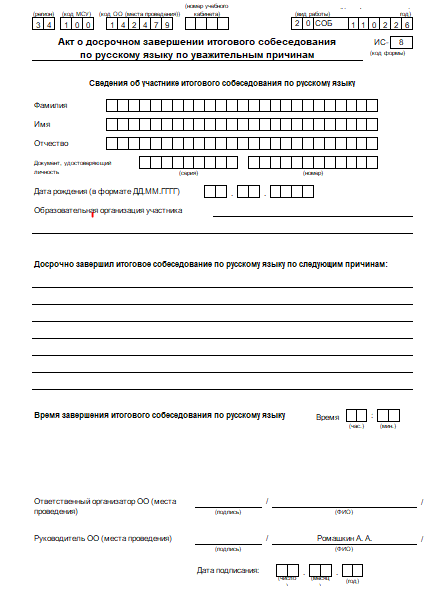 (номер учебного
(регион) (код МСУ) (код ОО (места проведения)) кабинета) (вид работы) год)
34 100 142479 20 СОБ 110226
Акт о досрочном завершении итогового собеседования ИС- 8
по русскому языку по уважительным причинам (код формы)
Сведения об участнике итогового собеседования по русскому языку
Фамилия
Имя
Отчество
Документ, удостоверяющий
личность
(серия) (номер)
Дата рождения (в формате ДД.ММ.ГГГГ) . .
Образовательная организация участника
Досрочно завершил итоговое собеседование по русскому языку по следующим причинам:
Время завершения итогового собеседования по русскому языку Время :
(час.) (мин.)
Ответственный организатор ОО (места
проведения) / /
(подпись) (ФИО)
Руководитель ОО (места проведения) / Ромашкин А. А. /
(подпись) (ФИО)
Дата подписания: . .
(число) (месяц) (год)